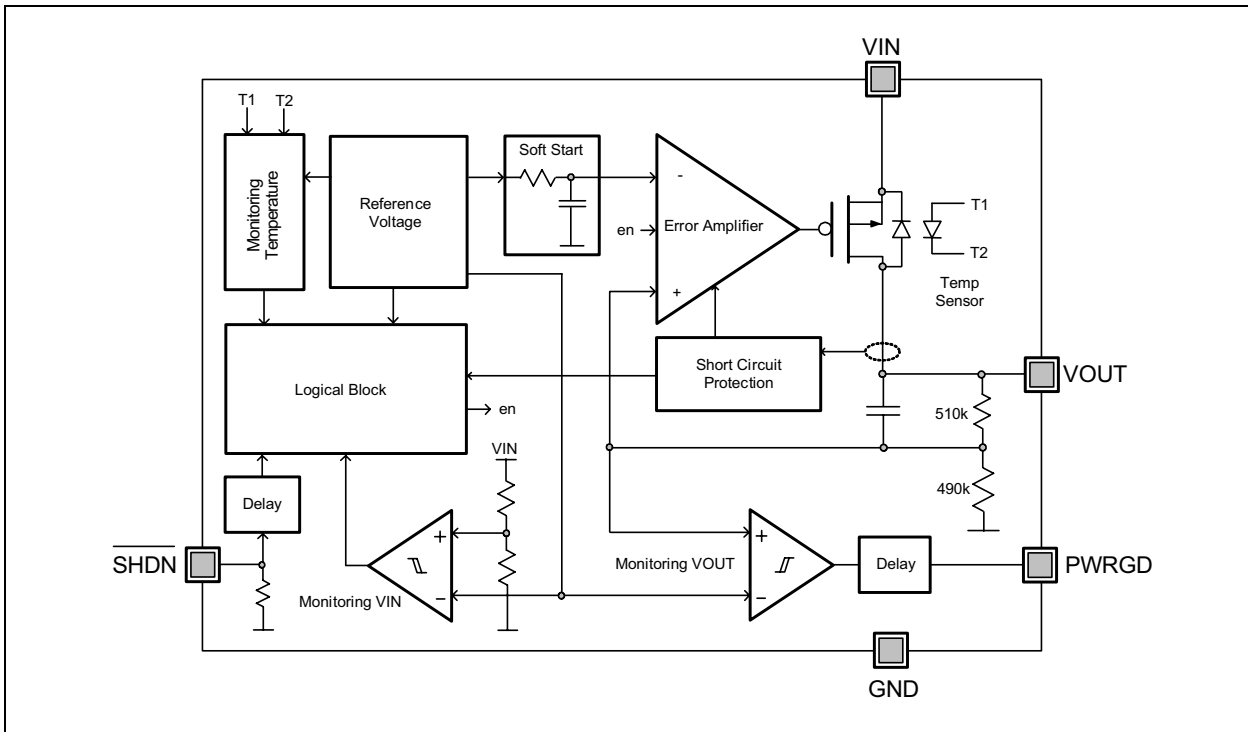 VIN
T1 T2
Monitoring
Temperature
Reference
Voltage
Soft Start
-
en
Error Amplifier
+
T1
T2
Temp
Sensor
Logical Block
en
Short Circuit
Protection
VOUT
510k
490k
VIN
Delay
SHDN
+
Monitoring VIN
–
Monitoring VOUT
+
–
Delay
PWRGD
GND